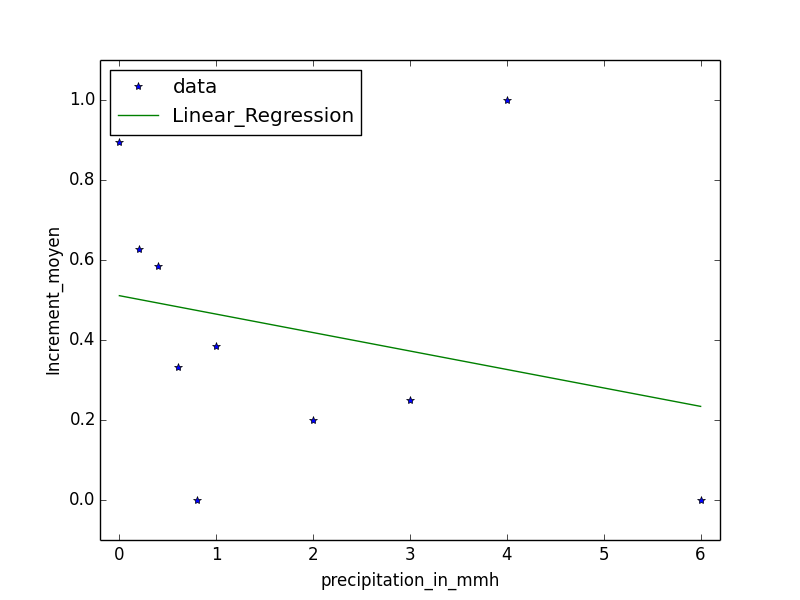 data
Linear_Regression
1.0
0.8
0.6
0.4
0.2
0.0
Increment_moyen
0 1 2 3 4 5 6
precipitation_in_mmh